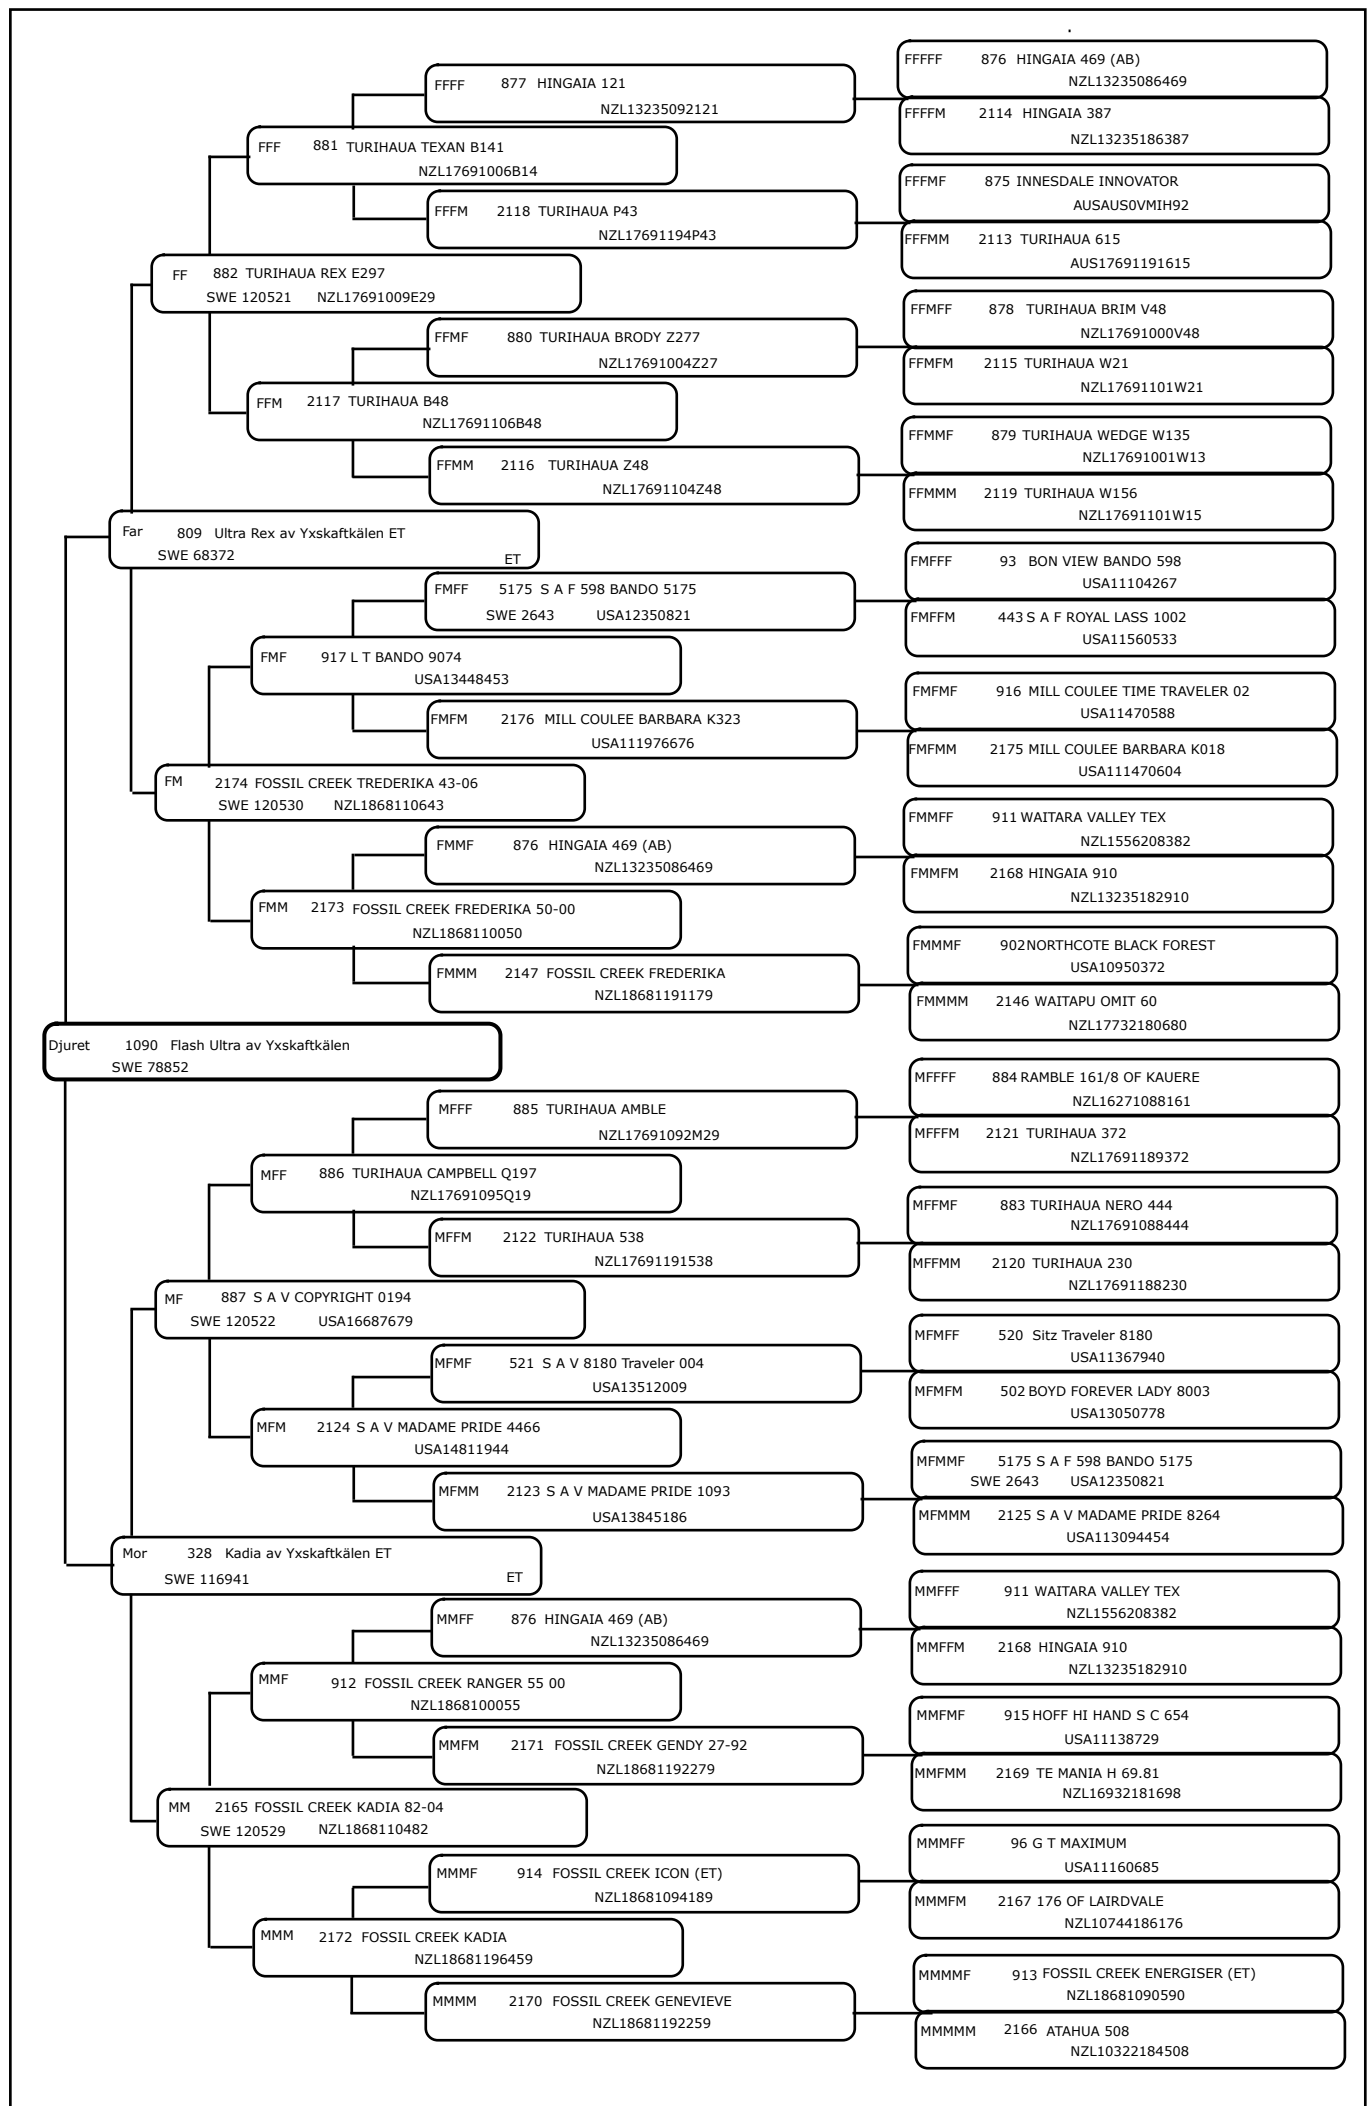 FFFFF 876 HINGAIA 469 (AB)
NZL13235086469
FFFF 877 HINGAIA 121
NZL13235092121
FFFFM 2114 HINGAIA 387
NZL13235186387
FFF 881 TURIHAUA TEXAN B141
NZL17691006B14
FFFMF 875 INNESDALE INNOVATOR
AUSAUS0VMIH92
FFFM 2118 TURIHAUA P43
NZL17691194P43
FFFMM 2113 TURIHAUA 615
AUS17691191615
FF 882 TURIHAUA REX E297
SWE 120521 NZL17691009E29
FFMFF 878 TURIHAUA BRIM V48
NZL17691000V48
FFMF 880 TURIHAUA BRODY Z277
NZL17691004Z27
FFMFM 2115 TURIHAUA W21
NZL17691101W21
FFM 2117 TURIHAUA B48
NZL17691106B48
FFMMF 879 TURIHAUA WEDGE W135
NZL17691001W13
FFMM 2116 TURIHAUA Z48
NZL17691104Z48
FFMMM 2119 TURIHAUA W156
NZL17691101W15
Far 809 Ultra Rex av Yxskaftkälen ET
SWE 68372 ET
FMFFF 93 BON VIEW BANDO 598
USA11104267
FMFF 5175 S A F 598 BANDO 5175
SWE 2643 USA12350821
FMFFM 443 S A F ROYAL LASS 1002
USA11560533
FMF 917 L T BANDO 9074
USA13448453
FMFMF 916 MILL COULEE TIME TRAVELER 02
USA11470588
FMFM 2176 MILL COULEE BARBARA K323
USA111976676
FMFMM 2175 MILL COULEE BARBARA K018
USA111470604
FM 2174 FOSSIL CREEK TREDERIKA 43-06
SWE 120530 NZL1868110643
FMMFF 911 WAITARA VALLEY TEX
NZL1556208382
FMMF 876 HINGAIA 469 (AB)
NZL13235086469
FMMFM 2168 HINGAIA 910
NZL13235182910
FMM 2173 FOSSIL CREEK FREDERIKA 50-00
NZL1868110050
FMMMF 902 NORTHCOTE BLACK FOREST
USA10950372
FMMM 2147 FOSSIL CREEK FREDERIKA
NZL18681191179
FMMMM 2146 WAITAPU OMIT 60
NZL17732180680
Djuret 1090 Flash Ultra av Yxskaftkälen
SWE 78852
MFFFF 884 RAMBLE 161/8 OF KAUERE
NZL16271088161
MFFF 885 TURIHAUA AMBLE
NZL17691092M29
MFFFM 2121 TURIHAUA 372
NZL17691189372
MFF 886 TURIHAUA CAMPBELL Q197
NZL17691095Q19
MFFMF 883 TURIHAUA NERO 444
NZL17691088444
MFFM 2122 TURIHAUA 538
NZL17691191538
MFFMM 2120 TURIHAUA 230
NZL17691188230
MF 887 S A V COPYRIGHT 0194
SWE 120522 USA16687679
MFMFF 520 Sitz Traveler 8180
USA11367940
MFMF 521 S A V 8180 Traveler 004
USA13512009
MFMFM 502 BOYD FOREVER LADY 8003
USA13050778
MFM 2124 S A V MADAME PRIDE 4466
USA14811944
MFMMF 5175 S A F 598 BANDO 5175
SWE 2643 USA12350821
MFMM 2123 S A V MADAME PRIDE 1093
USA13845186
MFMMM 2125 S A V MADAME PRIDE 8264
USA113094454
Mor 328 Kadia av Yxskaftkälen ET
SWE 116941 ET
MMFFF 911 WAITARA VALLEY TEX
NZL1556208382
MMFF 876 HINGAIA 469 (AB)
NZL13235086469
MMFFM 2168 HINGAIA 910
NZL13235182910
MMF 912 FOSSIL CREEK RANGER 55 00
NZL1868100055
MMFMF 915 HOFF HI HAND S C 654
USA11138729
MMFM 2171 FOSSIL CREEK GENDY 27-92
NZL18681192279
MMFMM 2169 TE MANIA H 69.81
NZL16932181698
MM 2165 FOSSIL CREEK KADIA 82-04
SWE 120529 NZL1868110482
MMMFF 96 G T MAXIMUM
USA11160685
MMMF 914 FOSSIL CREEK ICON (ET)
NZL18681094189
MMMFM 2167 176 OF LAIRDVALE
NZL10744186176
MMM 2172 FOSSIL CREEK KADIA
NZL18681196459
MMMMF 913 FOSSIL CREEK ENERGISER (ET)
NZL18681090590
MMMM 2170 FOSSIL CREEK GENEVIEVE
NZL18681192259
MMMMM 2166 ATAHUA 508
NZL10322184508